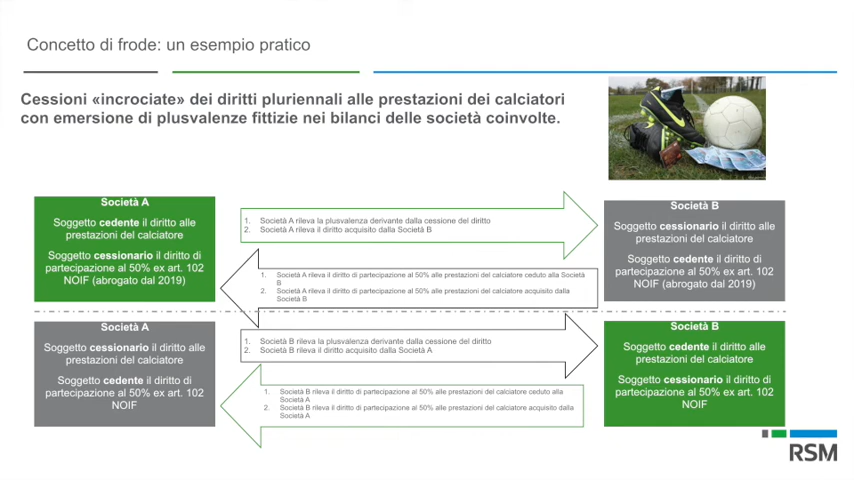 Concetto di frode: un esempio pratico
Cessioni «incrociate» dei diritti pluriennali alle prestazioni dei calciatori
con emersione di plusvalenze fittizie nei bilanci delle società coinvolte.
Società A
Soggetto cedente il diritto alle
prestazioni del calciatore
Soggetto cessionario il diritto di
partecipazione al 50% ex art. 102
NOIF (abrogato dal 2019)
1. Società A rileva la plusvalenza derivante dalla cessione del diritto
2. Società A rileva il diritto acquisito dalla Società B
1. Società A rileva il diritto di partecipazione al 50% alle prestazioni del calciatore ceduto alla Società
B
2. Società A rileva il diritto di partecipazione al 50% alle prestazioni del calciatore acquisito dalla
Società B
Società B
Soggetto cessionario il diritto alle
prestazioni del calciatore
Soggetto cedente il diritto di
partecipazione al 50% ex art. 102
NOIF (abrogato dal 2019)
Società A
Soggetto cessionario il diritto alle
prestazioni del calciatore
Soggetto cedente il diritto di
partecipazione al 50% ex art. 102
NOIF
1. Società B rileva la plusvalenza derivante dalla cessione del diritto
2. Società B rileva il diritto acquisito dalla Società A
1. Società B rileva il diritto di partecipazione al 50% alle prestazioni del calciatore ceduto alla
Società A
2. Società B rileva il diritto di partecipazione al 50% alle prestazioni del calciatore acquisito dalla
Società A
Società B
Soggetto cedente il diritto alle
prestazioni del calciatore
Soggetto cessionario il diritto di
partecipazione al 50% ex art. 102
NOIF
RSM